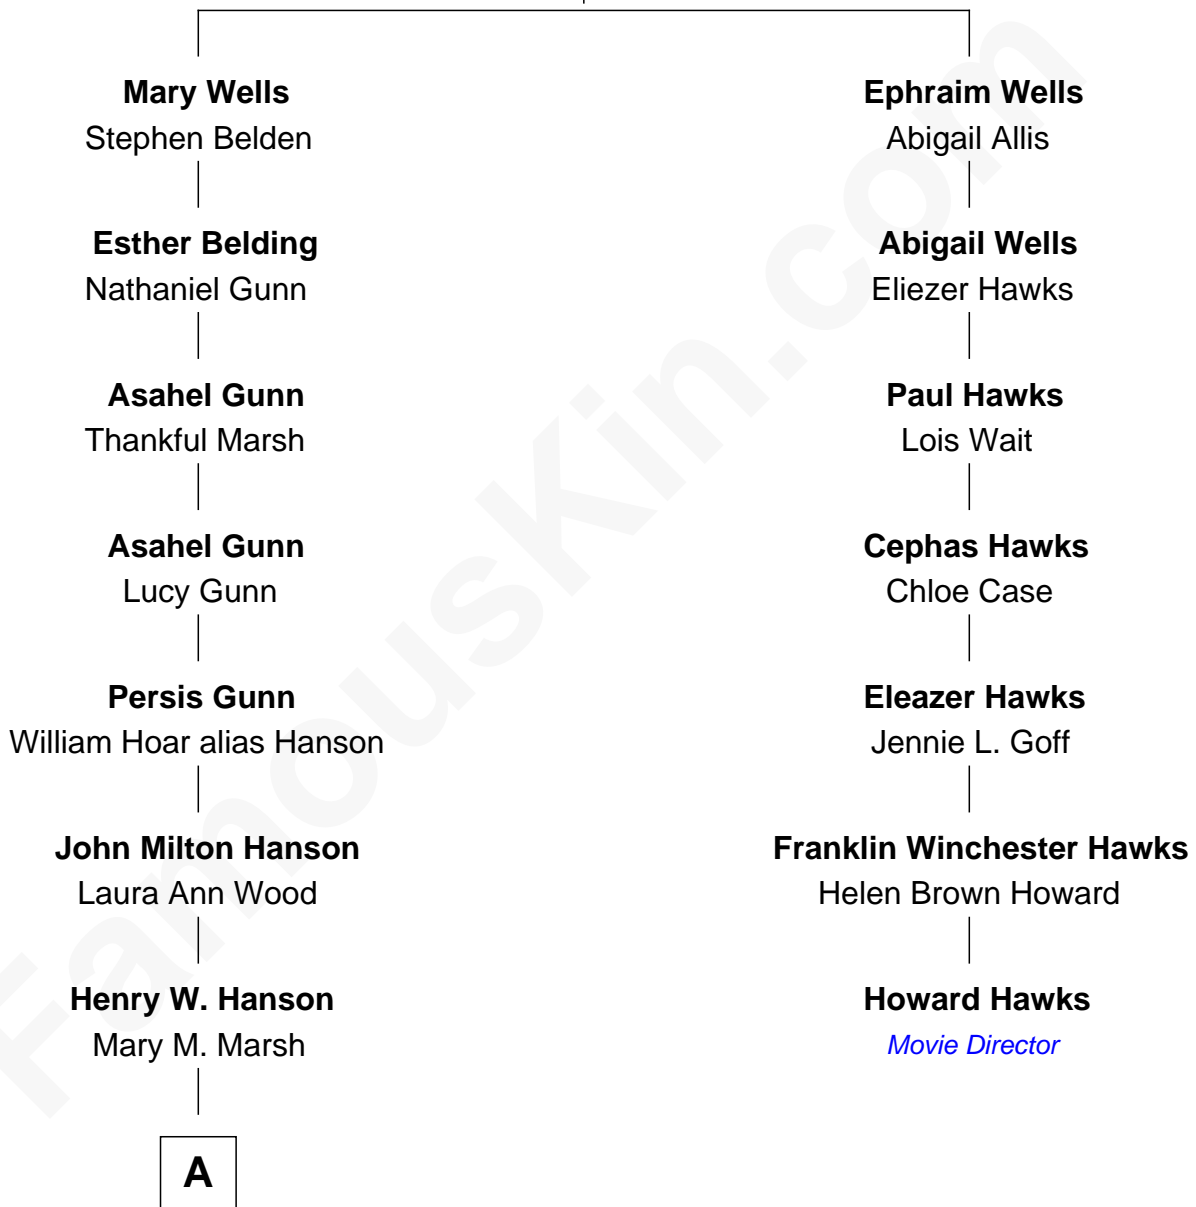 Mary Wells
Stephen Belden
Esther Belding
Nathaniel Gunn
Asahel Gunn
Thankful Marsh
Asahel Gunn
Lucy Gunn
Persis Gunn
William Hoar alias Hanson
John Milton Hanson
Laura Ann Wood
Henry W. Hanson
Mary M. Marsh
A
Ephraim Wells
Abigail Allis
Abigail Wells
Eliezer Hawks
Paul Hawks
Lois Wait
Cephas Hawks
Chloe Case
Eleazer Hawks
Jennie L. Goff
Franklin Winchester Hawks
Helen Brown Howard
Howard Hawks
Movie Director
FamousKin.com